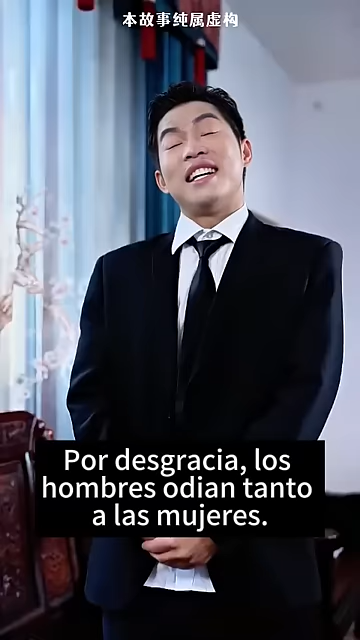 本故事纯属虚构
Por desgracia, los
hombres odian tanto
a las mujeres.